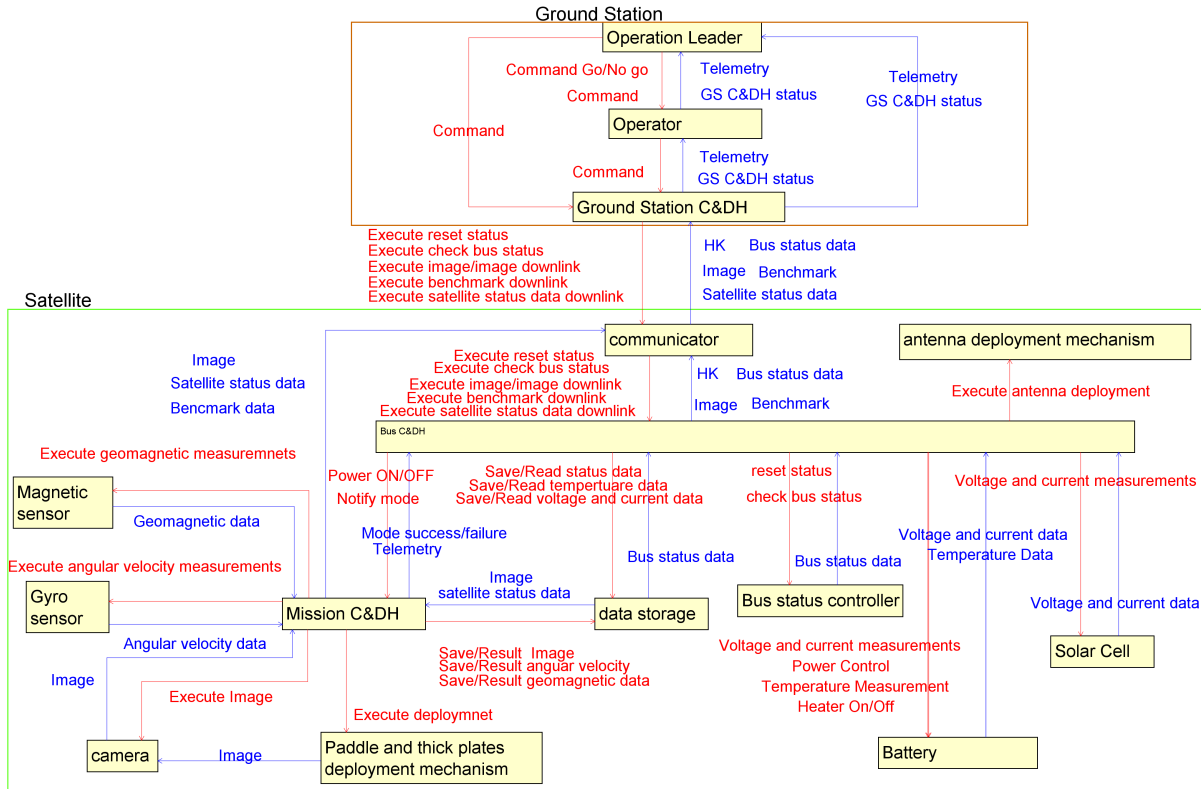 Ground Station
Operation Leader
Command Go/No go
Telemetry
Telemetry
Command
GS C&DH status
GS C&DH status
Command
Operator
Telemetry
Command
GS C&DH status
Ground Station C&DH
Execute reset status
Execute check bus status
Execute image/image downlink
Execute benchmark downlink
Execute satellite status data downlink
HK
Bus status data
Image
Benchmark
Satellite status data
Satellite
communicator
antenna deployment mechanism
Image
Satellite status data
Bencmark data
Execute reset status
Execute check bus status
Execute image/image downlink
Execute benchmark downlink
Execute satellite status data downlink
HK
Bus status data
Image
Benchmark
Execute antenna deployment
Bus C&DH
Execute geomagnetic measuremnets
Magnetic
sensor
Geomagnetic data
Power ON/OFF
Notify mode
Mode success/failure
Telemetry
Save/Read status data
Save/Read tempertuare data
Save/Read voltage and current data
Bus status data
reset status
check bus status
Bus status data
Voltage and current measurements
Voltage and current data
Temperature Data
Execute angular velocity measurements
Gyro
sensor
Angular velocity data
Mission C&DH
Image
satellite status data
data storage
Bus status controller
Voltage and current data
Solar Cell
Image
Execute Image
Save/Result Image
Save/Result anguar velocity
Save/Result geomagnetic data
Voltage and current measurements
Power Control
Temperature Measurement
Heater On/Off
Execute deploymnet
camera
Image
Paddle and thick plates
deployment mechanism
Battery